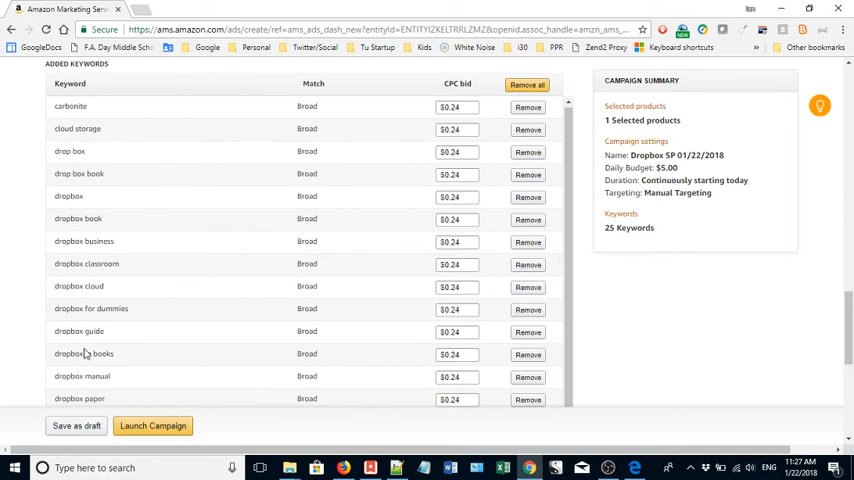 Amazon Marketing Serv
Ian
Secure
https://ams.amazon.com/ads/create/ref=ams_ads_dash_new?entityId=ENTITYIZKELTRRLZMZ&openid.assoc_handle=amzn_ams_...
GoogleDocs F.A. Day Middle Scho Google Personal Twitter/Social Tu Startup Kids White Noise i30 PPR Zend2 Proxy Keyboard shortcuts » Other bookmarks
ADDED KEYWORDS
Keyword Match CPC bid Remove all
carbonite Broad $0.24 Remove
cloud storage Broad $0.24 Remove
drop box Broad $0.24 Remove
drop box book Broad $0.24 Remove
dropbox Broad $0.24 Remove
dropbox book Broad $0.24 Remove
dropbox business Broad $0.24 Remove
dropbox classroom Broad $0.24 Remove
dropbox cloud Broad $0.24 Remove
dropbox for dummies Broad $0.24 Remove
dropbox guide Broad $0.24 Remove
dropbox books Broad $0.24 Remove
dropbox manual Broad $0.24 Remove
dropbox paper Broad $0.24 Remove
CAMPAIGN SUMMARY
Selected products
1 Selected products
Campaign settings
Name: Dropbox SP 01/22/2018
Daily Budget: $5.00
Duration: Continuously starting today
Targeting: Manual Targeting
Keywords
25 Keywords
Save as draft Launch Campaign
Type here to search
ENG
11:27 AM
1/22/2018